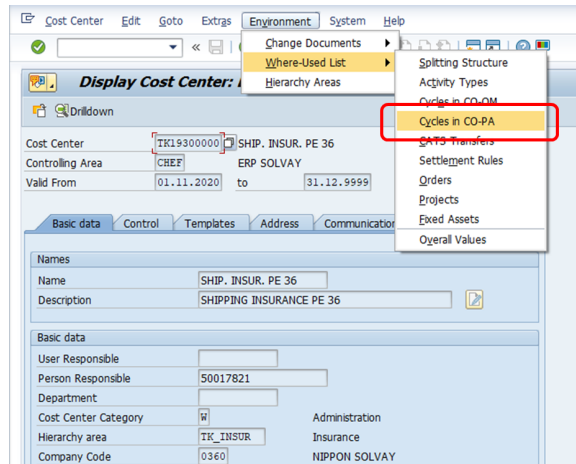 Cost Center Edit Goto Extras Environment System Help
Change Documents
Where-Used List
Hierarchy Areas
Splitting Structure
Activity Types
Cycles in CO-OM
Cycles in CO-PA
CATS Transfers
Settlement Rules
Orders
Projects
Fixed Assets
Overall Values
Display Cost Center:
Drilldown
Cost Center TK19300000 SHIP. INSUR. PE 36
Controlling Area CHEF ERP SOLVAY
Valid From 01.11.2020 to 31.12.9999
Basic data Control Templates Address Communication
Names
Name SHIP. INSUR. PE 36
Description SHIPPING INSURANCE PE 36
Basic data
User Responsible
Person Responsible 50017821
Department
Cost Center Category W Administration
Hierarchy area TK_INSUR Insurance
Company Code 0360 NIPPON SOLVAY